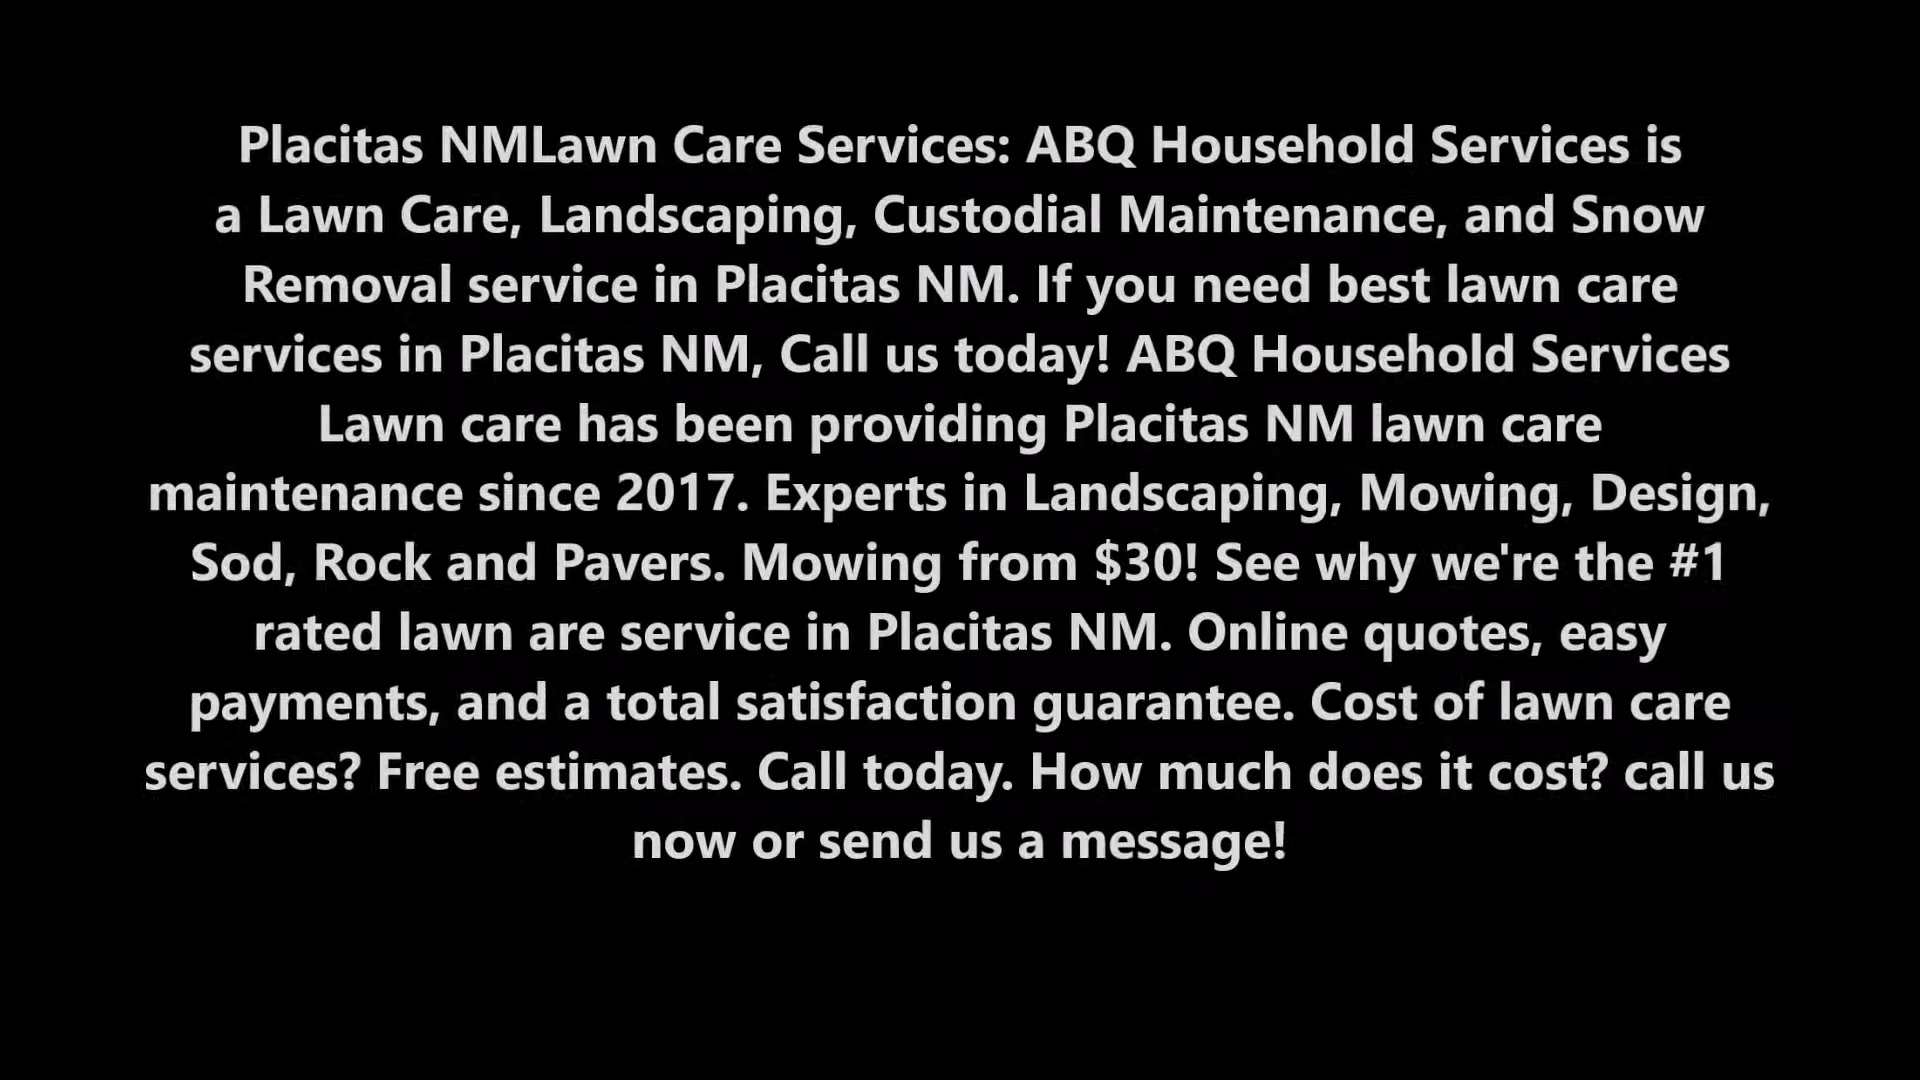 Placitas NMLawn Care Services: ABQ Household Services is
a Lawn Care, Landscaping, Custodial Maintenance, and Snow
Removal service in Placitas NM. If you need best lawn care
services in Placitas NM, Call us today! ABQ Household Services
Lawn care has been providing Placitas NM lawn care
maintenance since 2017. Experts in Landscaping, Mowing, Design,
Sod, Rock and Pavers. Mowing from $30! See why we're the #1
rated lawn are service in Placitas NM. Online quotes, easy
payments, and a total satisfaction guarantee. Cost of lawn care
services? Free estimates. Call today. How much does it cost? call us
now or send us a message!